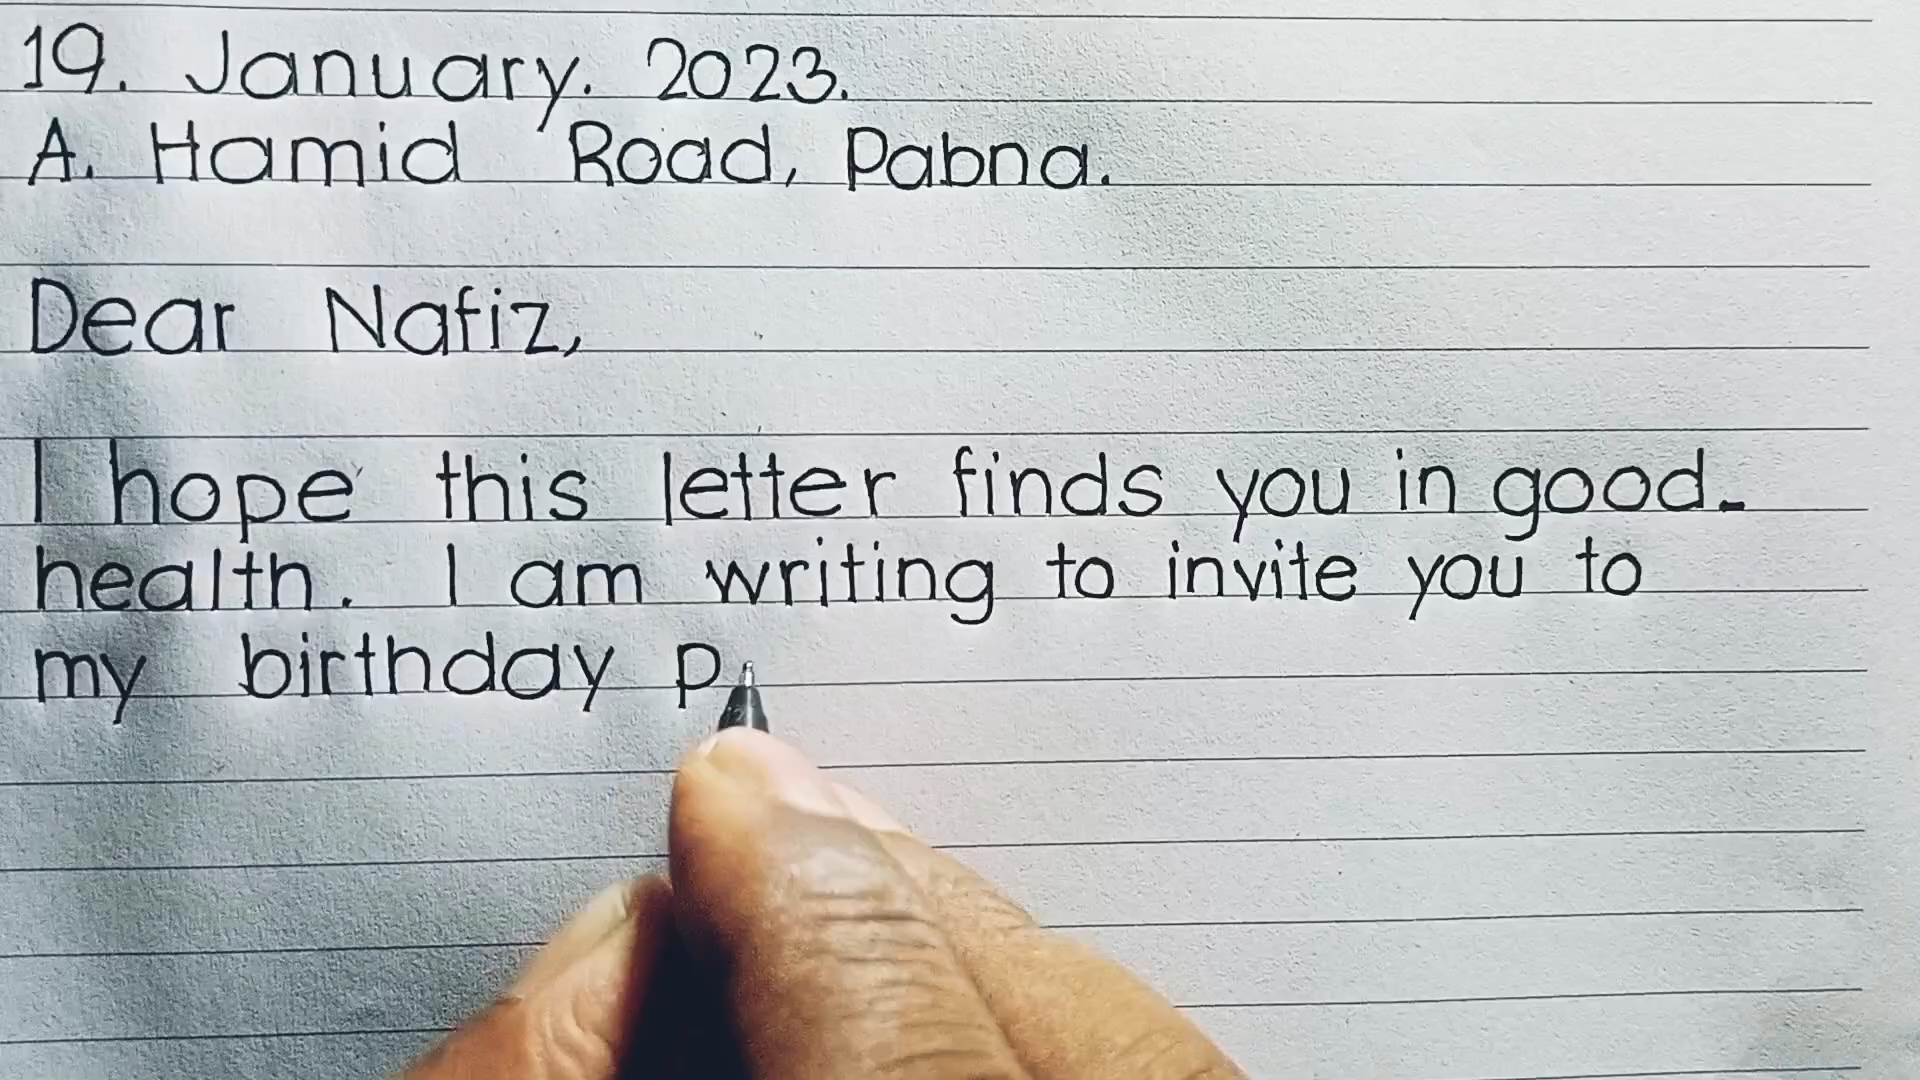 19. January. 2023.
A. Hamid Road, Pabna.
Dear Nafiz,
I hope this letter finds you in good-
health. I am writing to invite you to
my birthday p